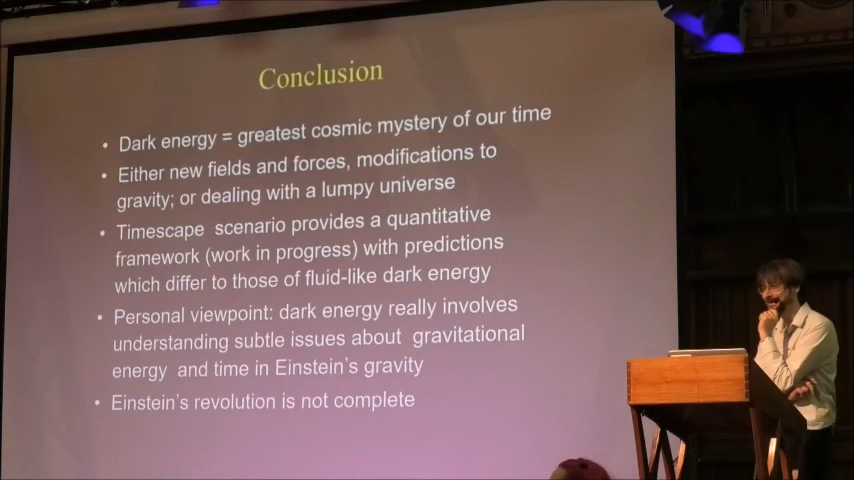 Conclusion
• Dark energy = greatest cosmic mystery of our time
• Either new fields and forces, modifications to
gravity; or dealing with a lumpy universe
• Timescape scenario provides a quantitative
framework (work in progress) with predictions
which differ to those of fluid-like dark energy
• Personal viewpoint: dark energy really involves
understanding subtle issues about gravitational
energy and time in Einstein's gravity
• Einstein's revolution is not complete